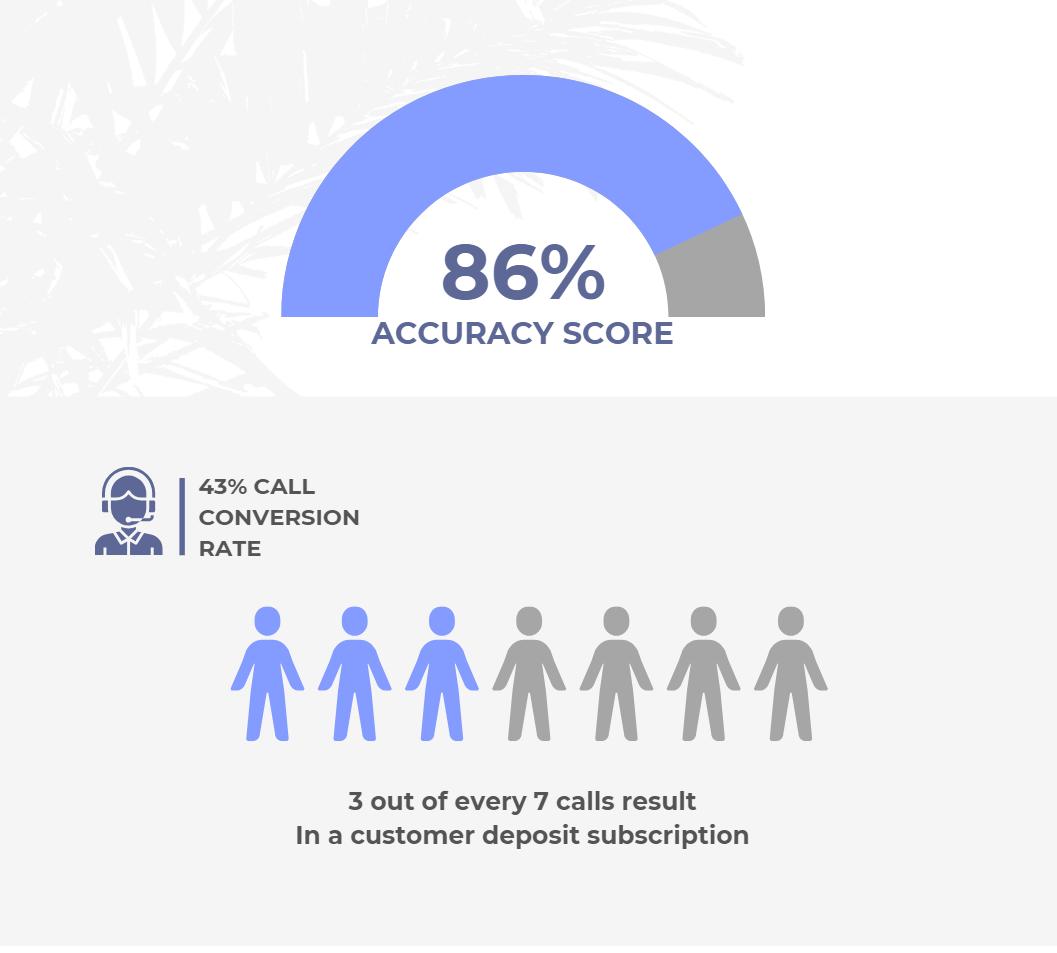 86%
ACCURACY SCORE
43% CALL
CONVERSION
RATE
3 out of every 7 calls result
In a customer deposit subscription